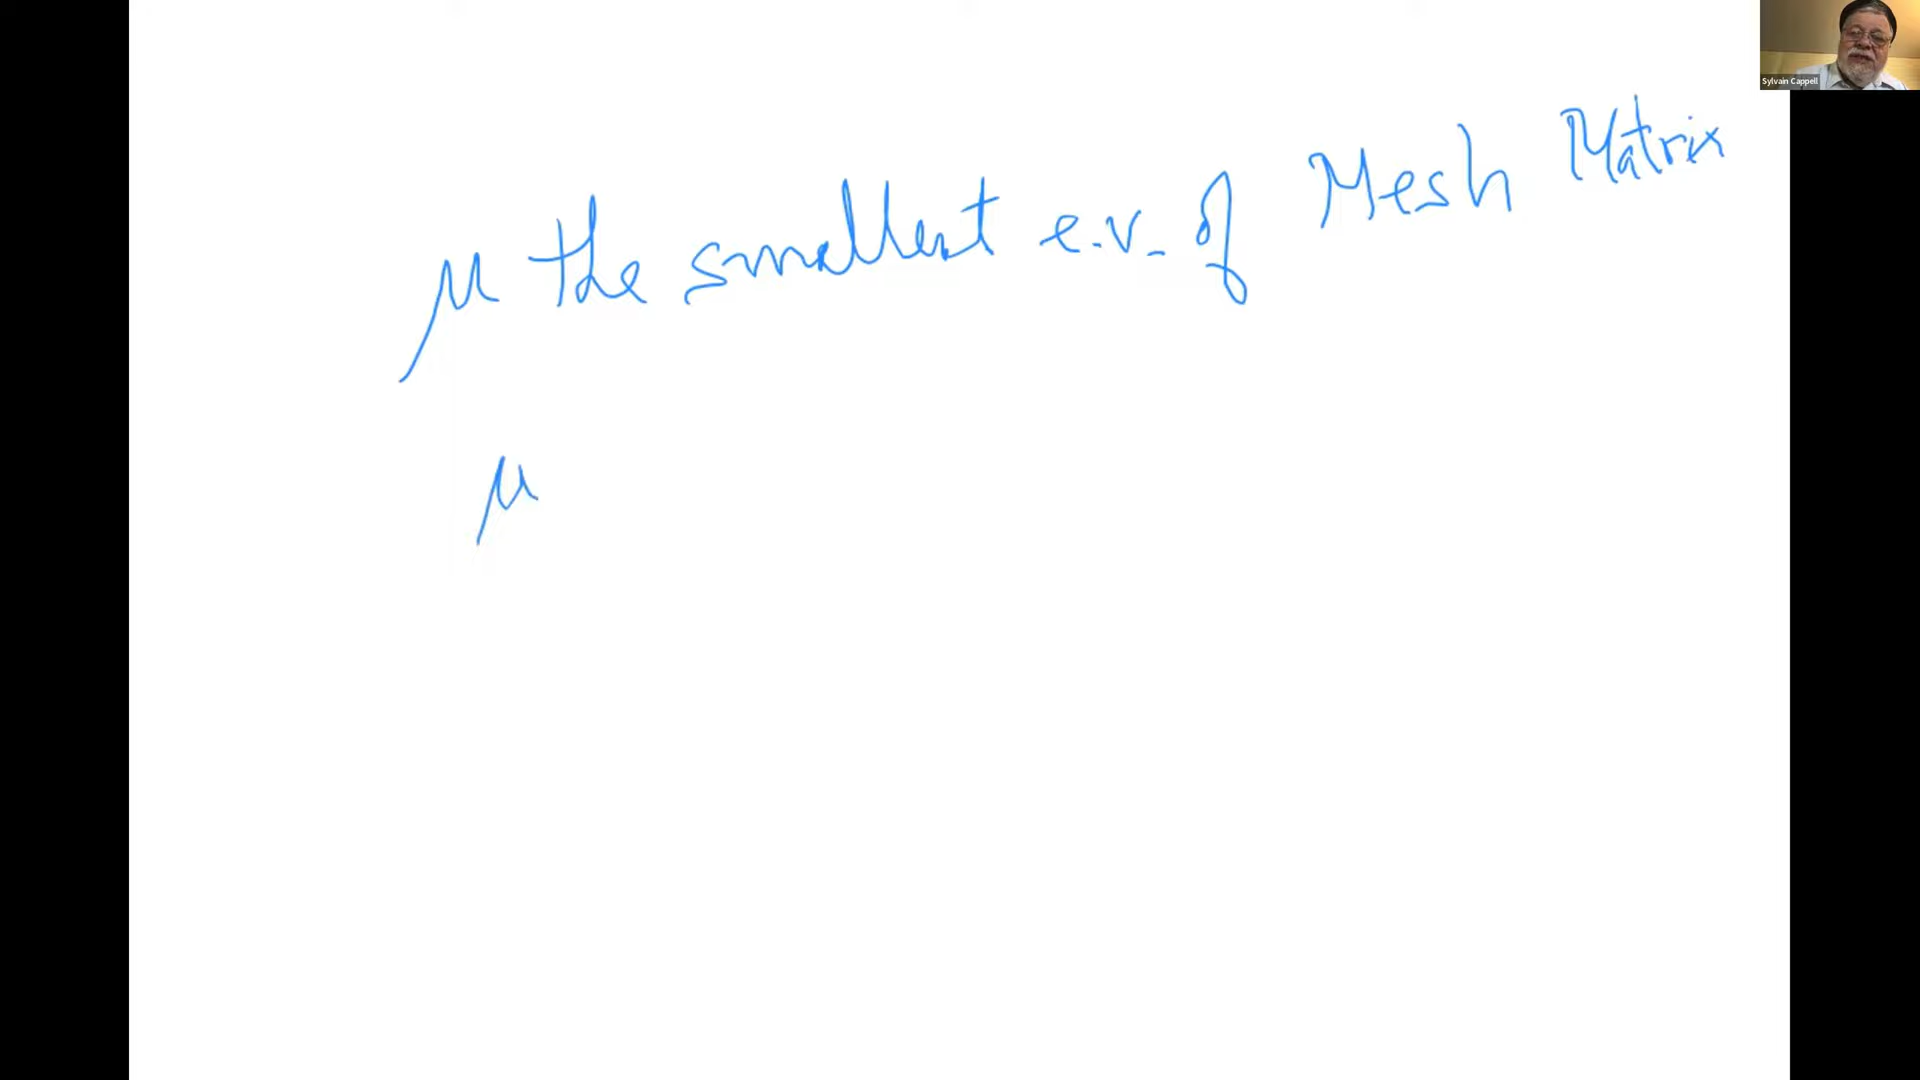 Sylvain Cappell
μ the smallest e.v. of Mesh Matrix
μ